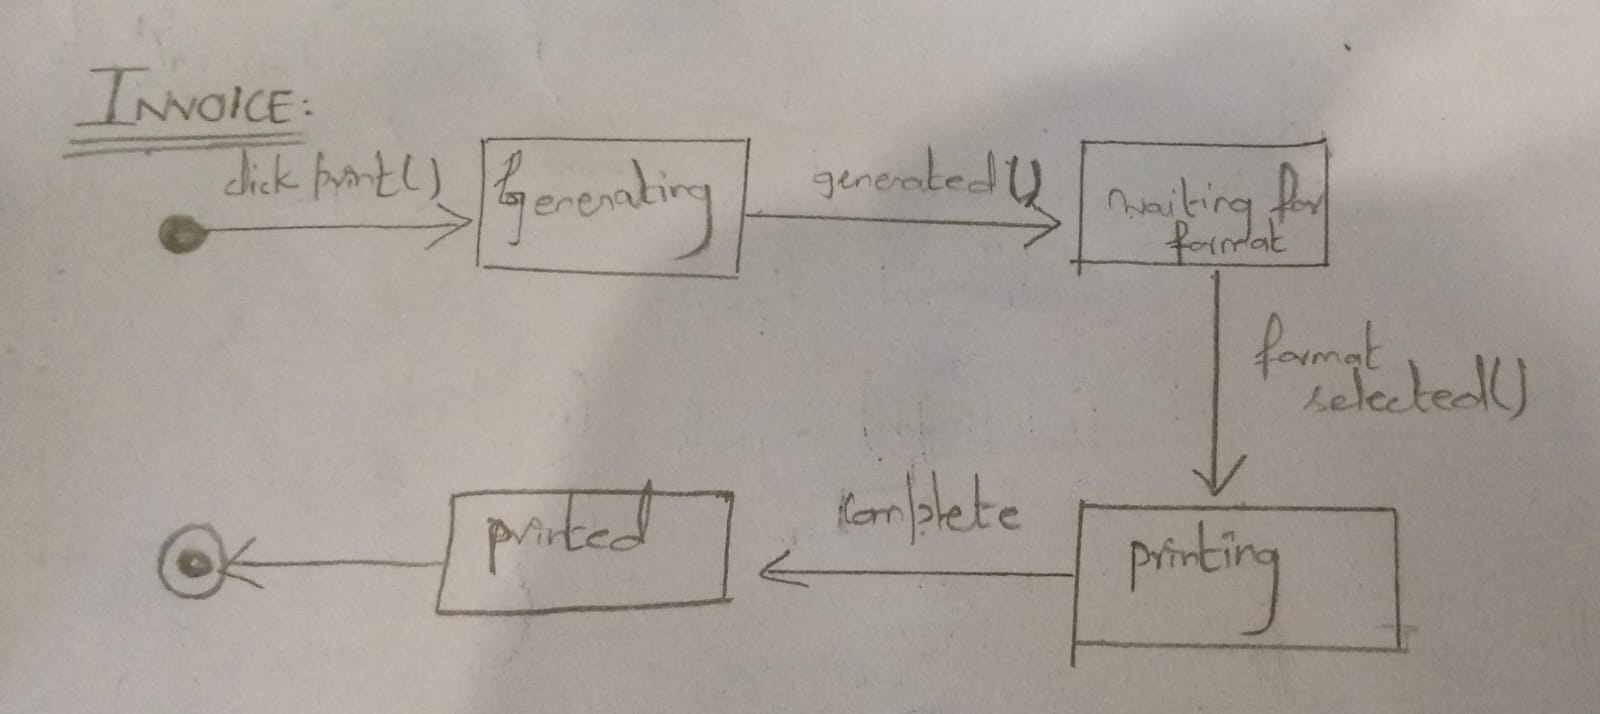 INVOICE:
click print()
generating
generated()
waiting for
format
format
selected()
complete
printing
printed